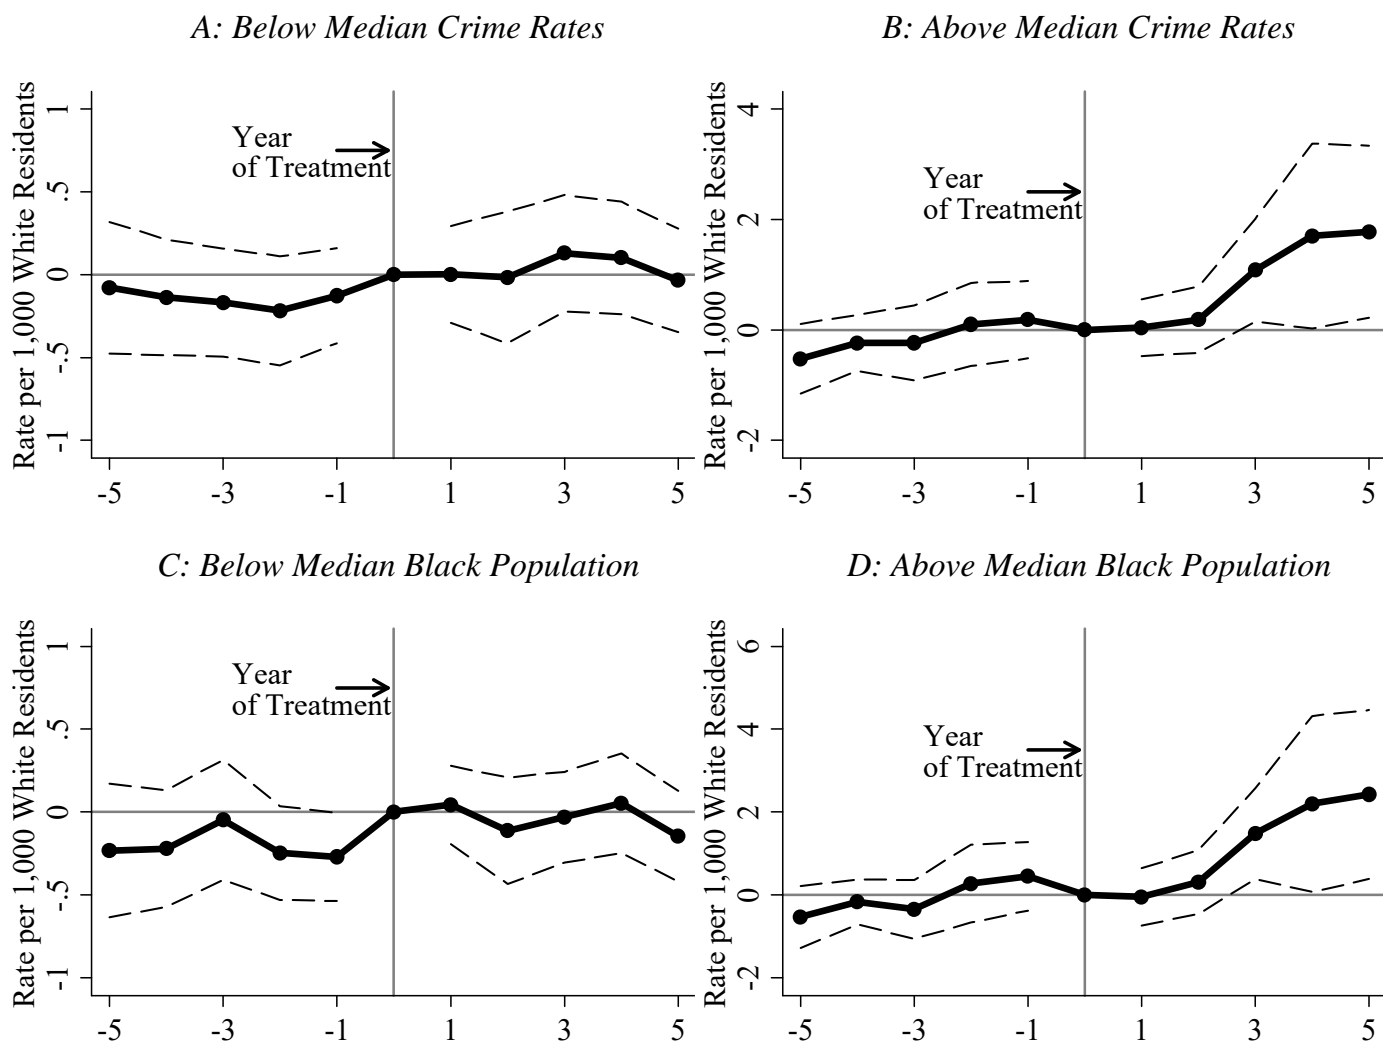 A: Below Median Crime Rates
Rate per 1,000 White Residents
1
.5
0
-.5
-1
Year
of Treatment
-5
-3
-1
1
3
5
B: Above Median Crime Rates
Rate per 1,000 White Residents
4
2
0
-2
Year
of Treatment
-5
-3
-1
1
3
5
C: Below Median Black Population
Rate per 1,000 White Residents
1
.5
0
-.5
-1
Year
of Treatment
-5
-3
-1
1
3
5
D: Above Median Black Population
Rate per 1,000 White Residents
6
4
2
0
-2
Year
of Treatment
-5
-3
-1
1
3
5